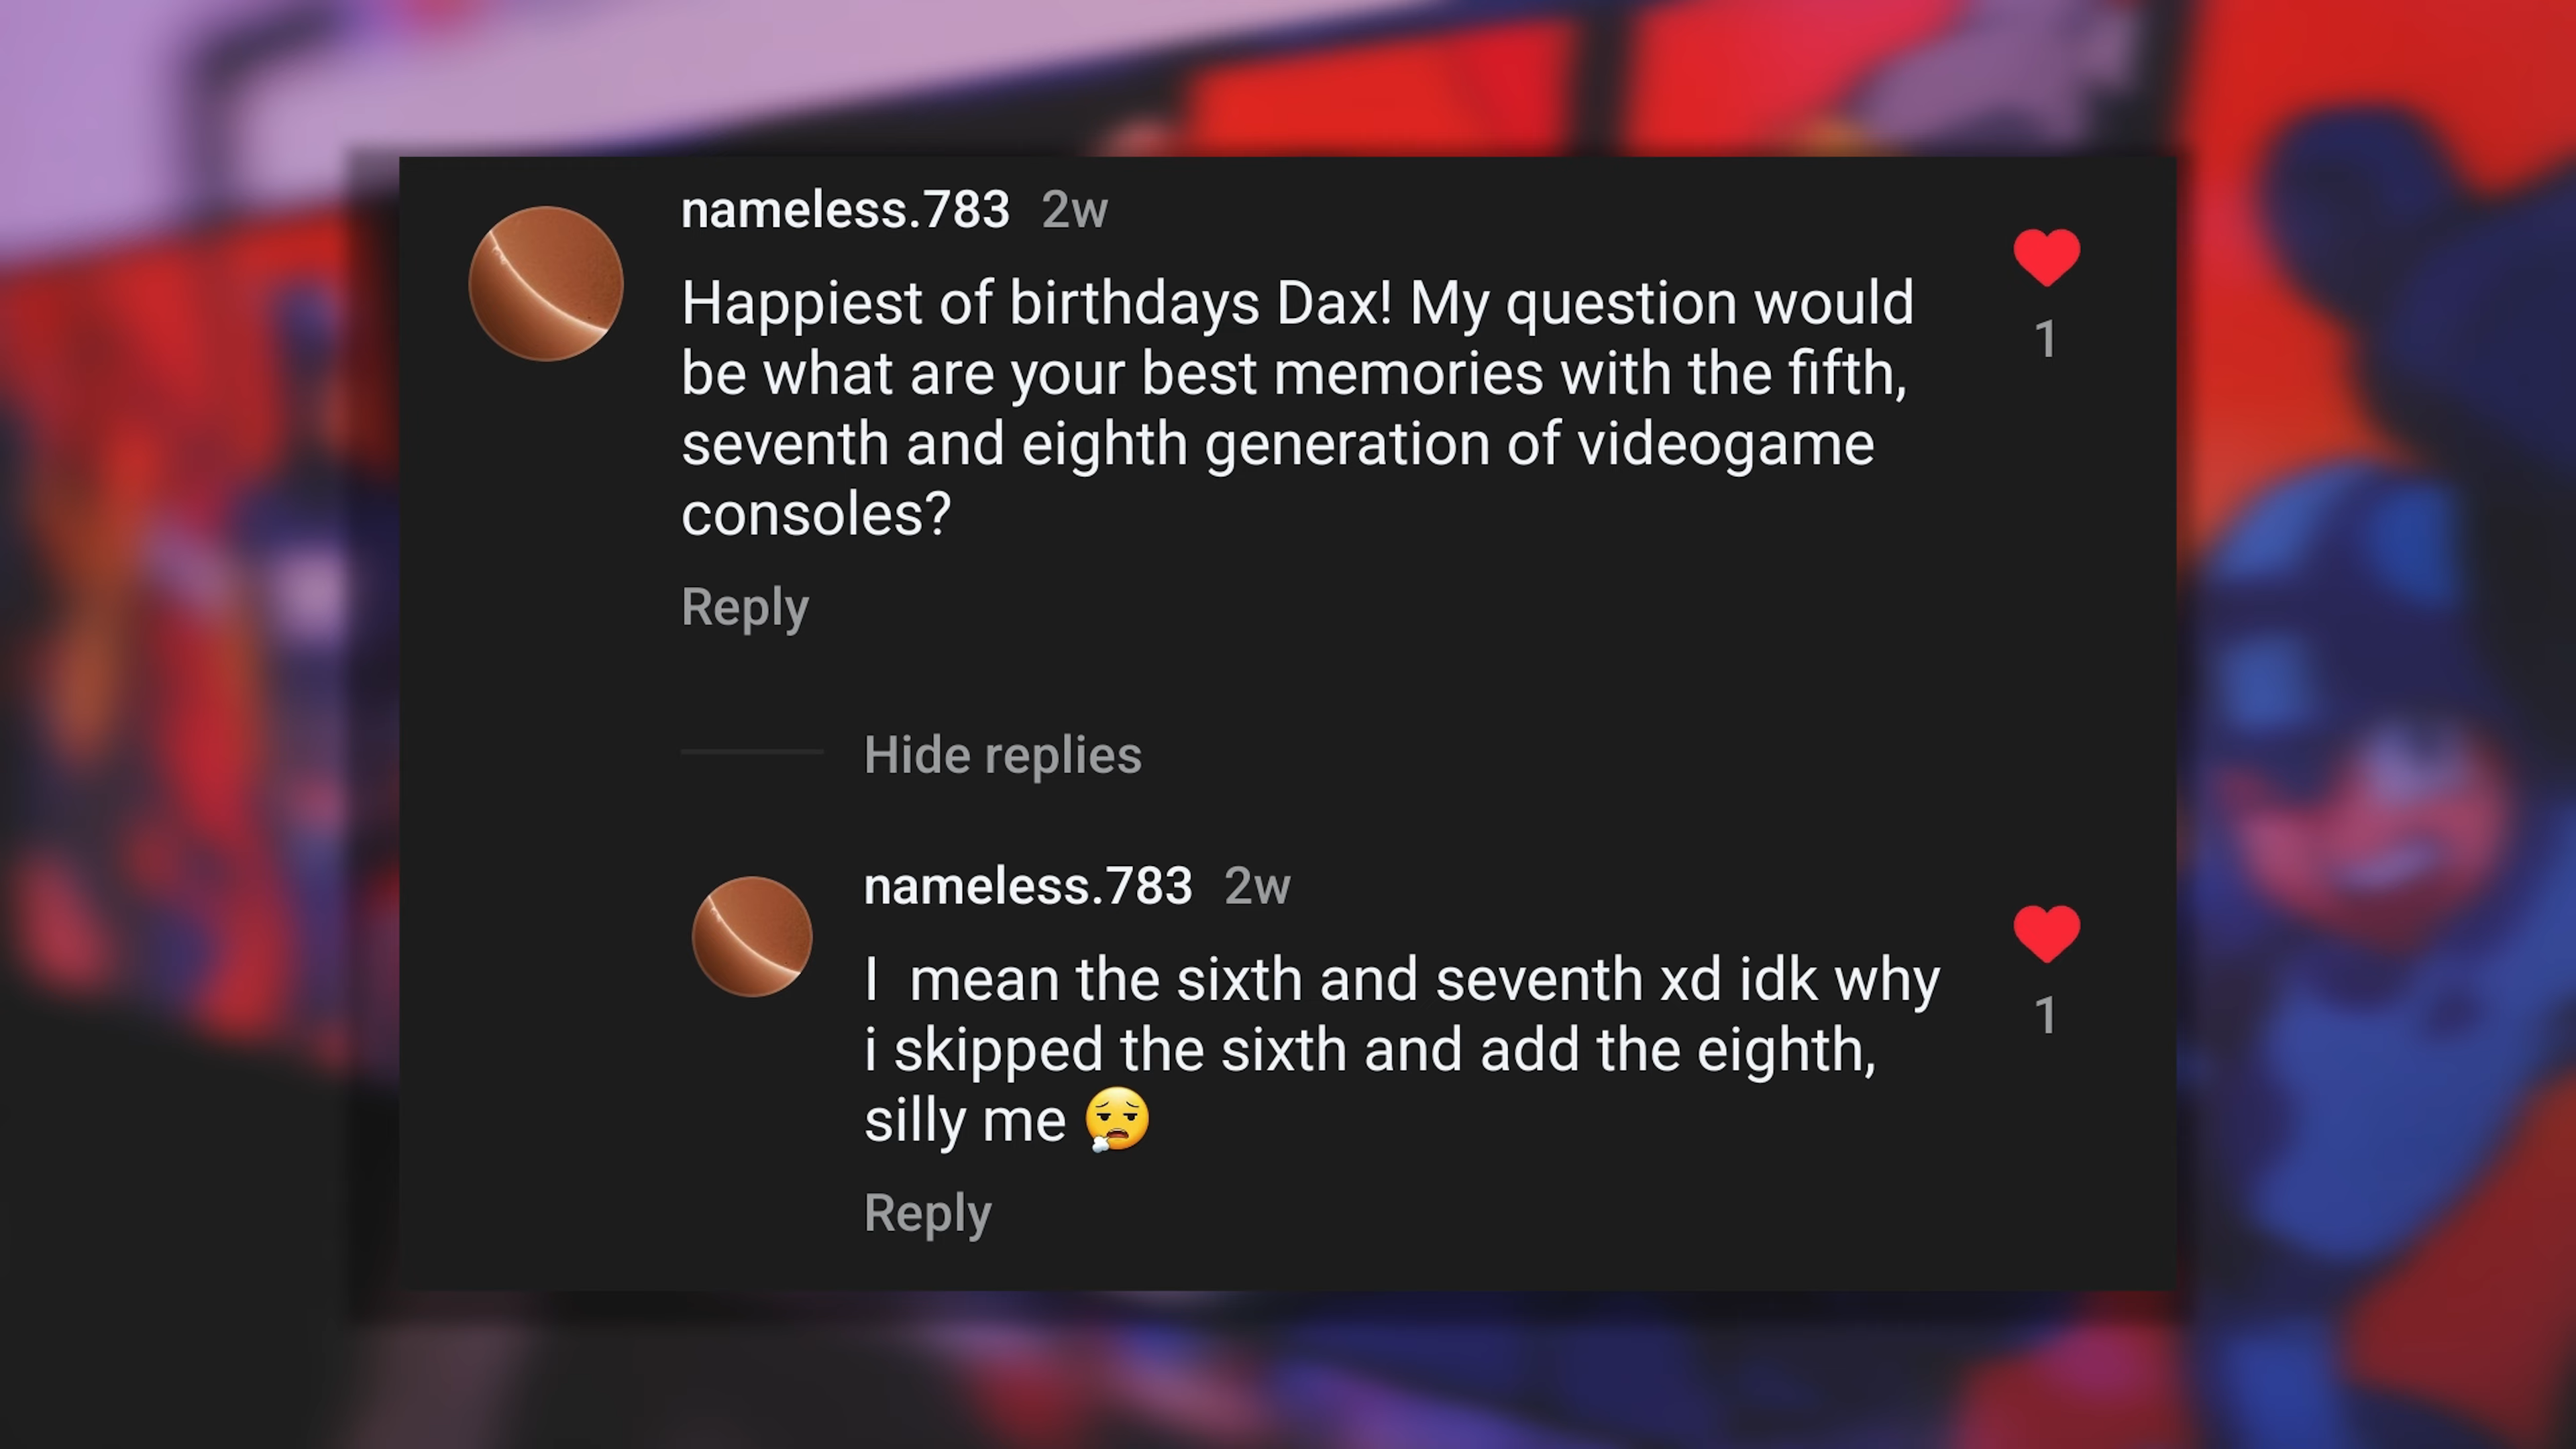 nameless.783 2w
Happiest of birthdays Dax! My question would
be what are your best memories with the fifth,
seventh and eighth generation of videogame
consoles?
1
Reply
Hide replies
nameless.783 2w
I  mean the sixth and seventh xd idk why
i skipped the sixth and add the eighth,
silly me 😮‍💨
1
Reply